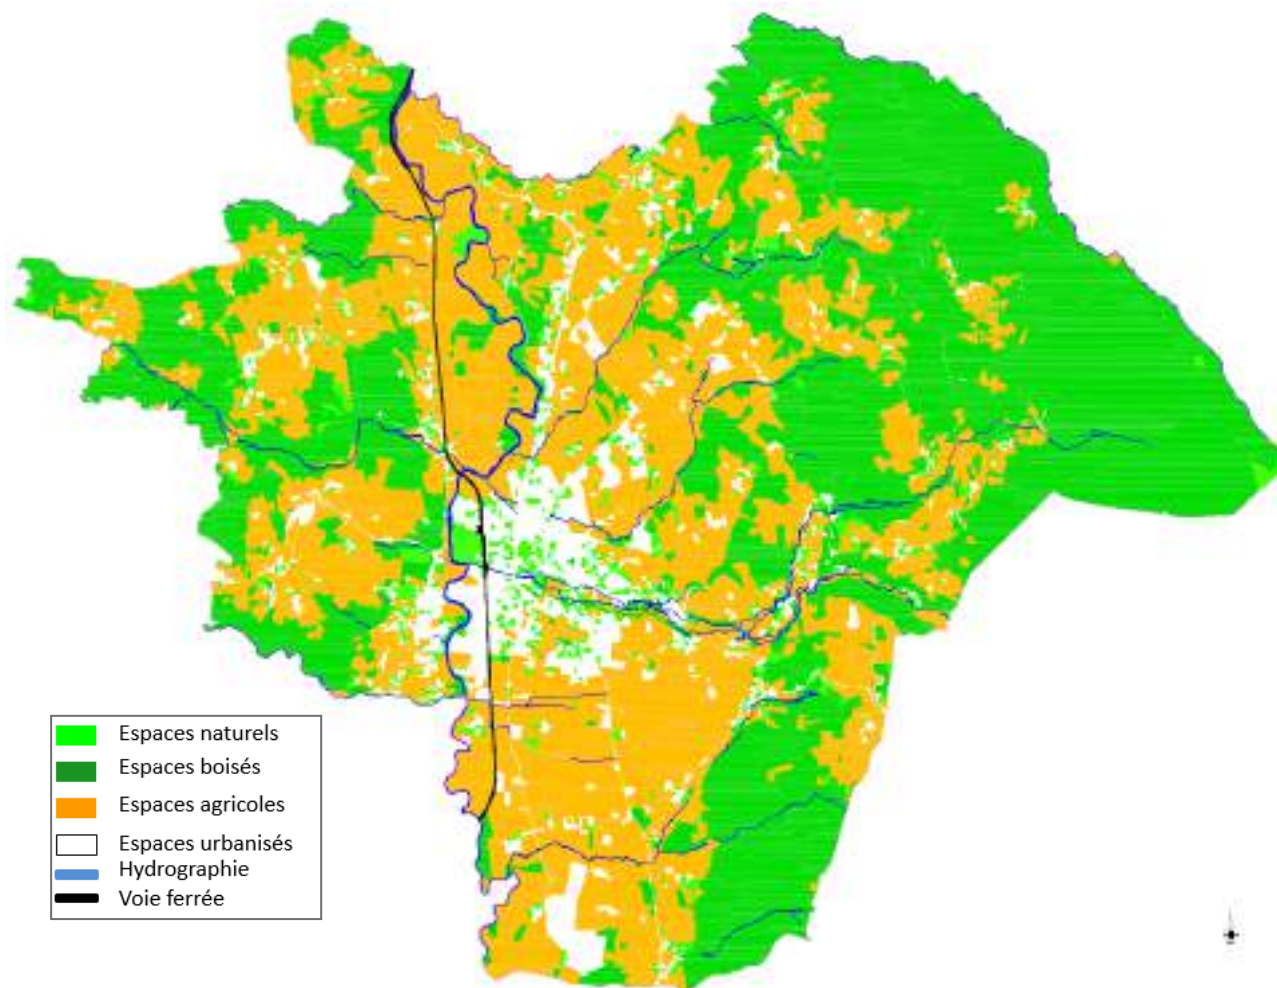 Espaces naturels
Espaces boisés
Espaces agricoles
Espaces urbanisés
Hydrographie
Voie ferrée